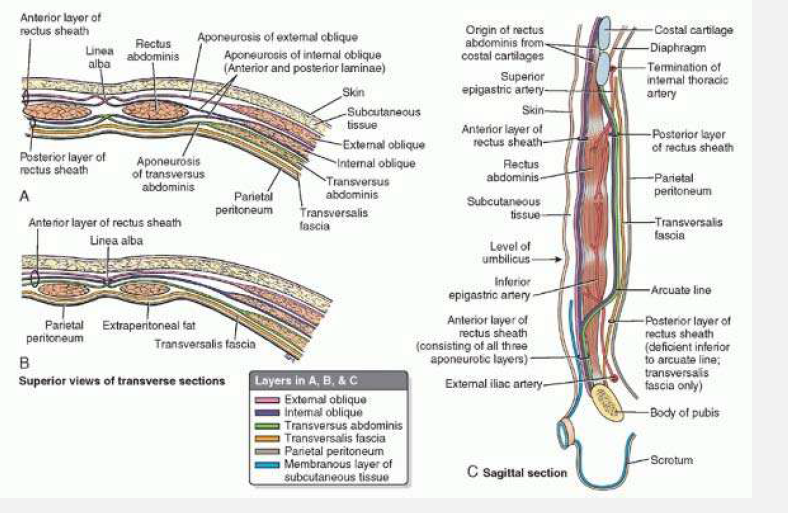 Anterior layer of
rectus sheath
Linea
alba
Rectus
abdominis
Aponeurosis of external oblique
Aponeurosis of internal oblique
(Anterior and posterior laminae)
Skin
Subcutaneous
tissue
External oblique
Internal oblique
Transversus
abdominis
Transversalis
fascia
Parietal
peritoneum
Aponeurosis
of transversus
abdominis
Posterior layer of
rectus sheath
A
Anterior layer of rectus sheath
Linea alba
Parietal
peritoneum
Extraperitoneal fat
Transversalis fascia
B
Superior views of transverse sections
Layers in A, B, & C
External oblique
Internal oblique
Transversus abdominis
Transversalis fascia
Parietal peritoneum
Membranous layer of
subcutaneous tissue
Origin of rectus
abdominis from
costal cartilages
Superior
epigastric artery
Skin
Anterior layer of
rectus sheath
Rectus
abdominis
Subcutaneous
tissue
Level of
umbilicus
Inferior
epigastric artery
Anterior layer of
rectus sheath
(consisting of all three
aponeurotic layers)
External iliac artery
Costal cartilage
Diaphragm
Termination of
internal thoracic
artery
Posterior layer
of rectus sheath
Parietal
peritoneum
Transversalis
fascia
Arcuate line
Posterior layer of
rectus sheath
(deficient inferior
to arcuate line;
transversalis
fascia only)
Body of pubis
Scrotum
C Sagittal section